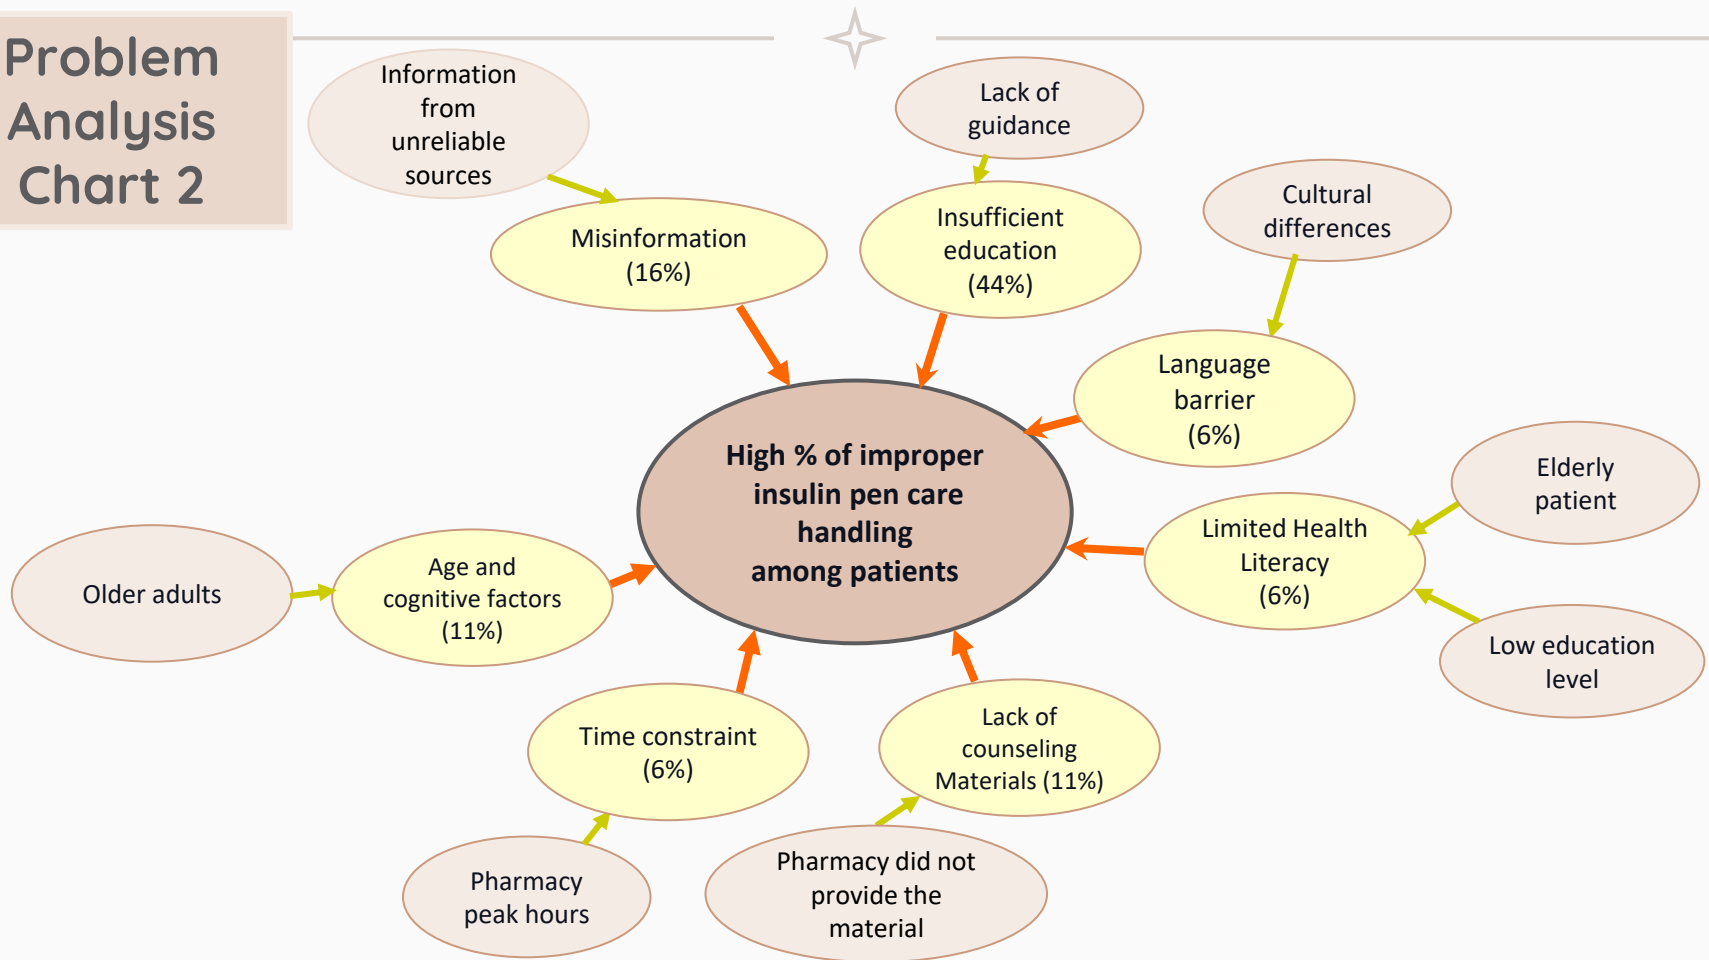 Problem
Analysis
Chart 2
Information
from
unreliable
sources
Lack of
guidance
Cultural
differences
Misinformation
(16%)
Insufficient
education
(44%)
Language
barrier
(6%)
High % of improper
insulin pen care
handling
among patients
Elderly
patient
Limited Health
Literacy
(6%)
Low education
level
Older adults
Age and
cognitive factors
(11%)
Time constraint
(6%)
Lack of
counseling
Materials (11%)
Pharmacy
peak hours
Pharmacy did not
provide the
material